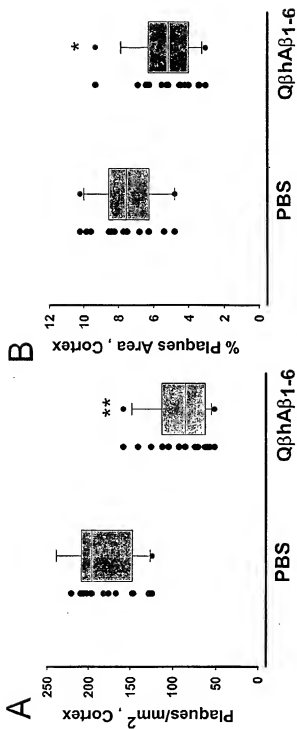 A
Plaques/mm², Cortex
250
200
150
100
50
0
**
PBS
QβhAβ1-6
B
% Plaques Area, Cortex
12
10
8
6
4
2
0
*
PBS
QβhAβ1-6